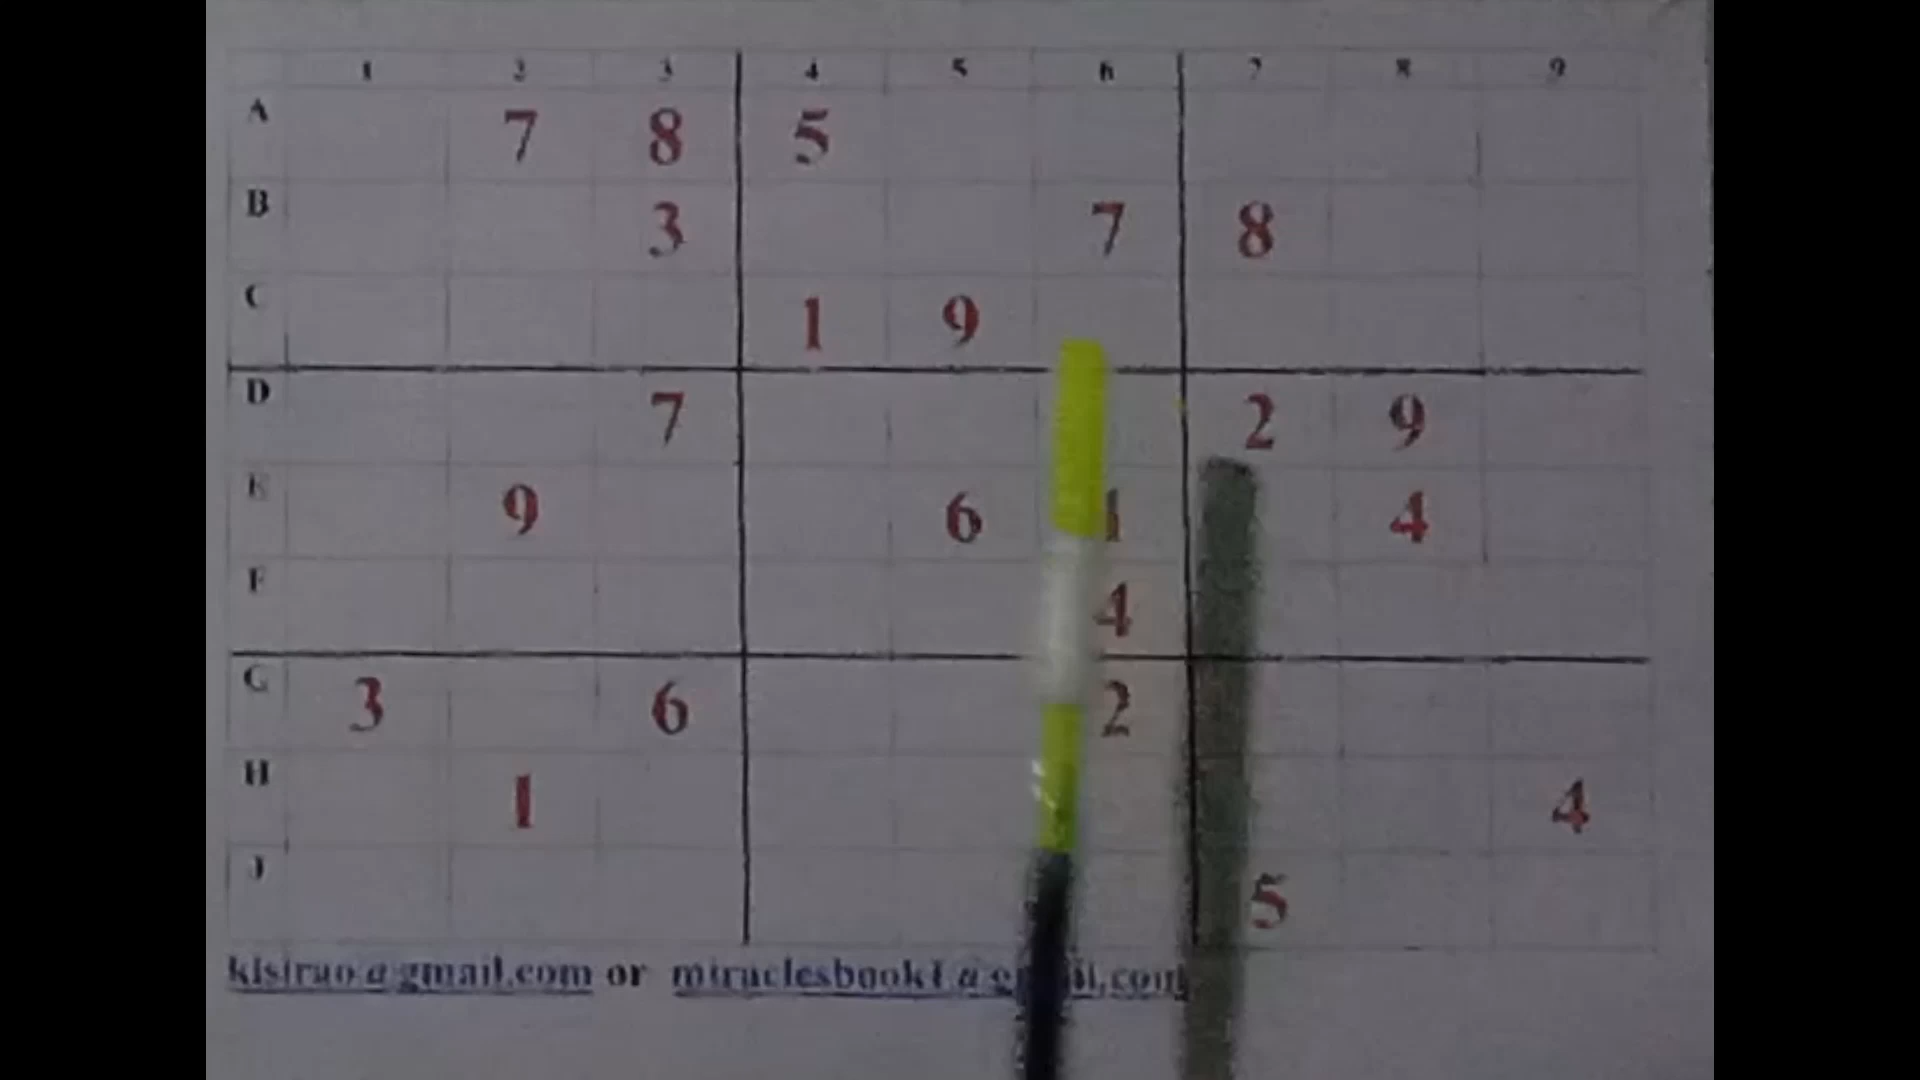 1 2 3 4 5 6 7 8 9
A 7 8 5
B 3 7 8
C 1 9
D 7 2 9
E 9 6 1 4
F 4
G 3 6 2
H 1 4
J 5
kisirao@gmail.com or